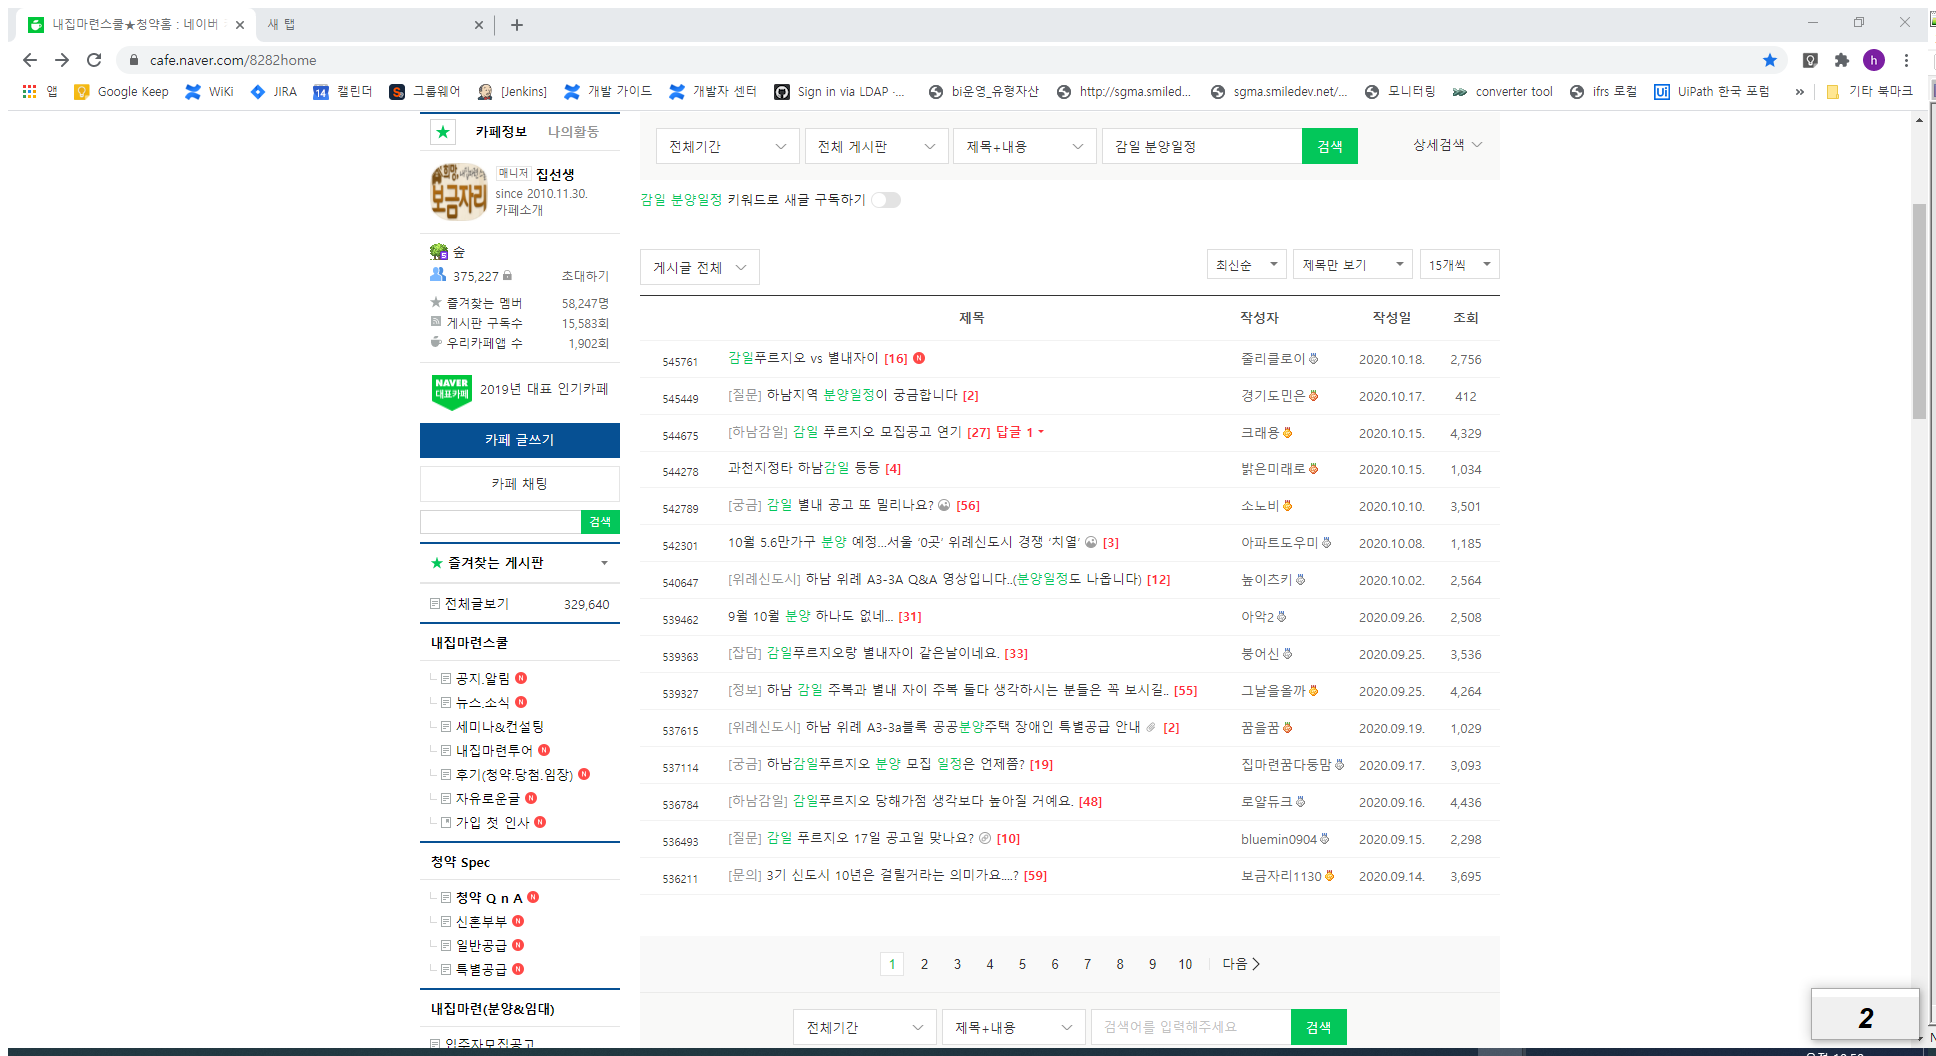 내집마련스쿨★청약홈 : 네이버
새 탭
cafe.naver.com/8282home
h
앱
Google Keep
WiKi
JIRA
14
캘린더
그룹웨어
[Jenkins]
개발 가이드
개발자 센터
Sign in via LDAP -...
bi운영_유형자산
http://sgma.smiled...
sgma.smiledev.net/...
모니터링
converter tool
ifrs 로컬
UiPath 한국 포럼
»
기타 북마크
카페정보 나의활동
희망,
보금자리
매니저 집선생
since 2010.11.30.
카페소개
숲
375,227
초대하기
즐겨찾는 멤버 58,247명
게시판 구독수 15,583회
우리카페앱 수 1,902회
NAVER
대표카페
2019년 대표 인기카페
카페 글쓰기
카페 채팅
검색
★ 즐겨찾는 게시판
전체글보기 329,640
내집마련스쿨
공지.알림 N
뉴스.소식 N
세미나&컨설팅
내집마련투어 N
후기(청약.당첨.임장) N
자유로운글 N
가입 첫 인사 N
청약 Spec
청약 Q n A N
신혼부부 N
일반공급 N
특별공급 N
내집마련(분양&임대)
입주자모집공고
전체기간
전체 게시판
제목+내용
감일 분양일정
검색
상세검색
감일 분양일정 키워드로 새글 구독하기
게시글 전체
최신순
제목만 보기
15개씩
제목 작성자 작성일 조회
545761 감일푸르지오 vs 별내자이 [16] N 줄리클로이 2020.10.18. 2,756
545449 [질문] 하남지역 분양일정이 궁금합니다 [2] 경기도민은 2020.10.17. 412
544675 [하남감일] 감일 푸르지오 모집공고 연기 [27] 답글 1 크래용 2020.10.15. 4,329
544278 과천지정타 하남감일 등등 [4] 밝은미래로 2020.10.15. 1,034
542789 [궁금] 감일 별내 공고 또 밀리나요? [56] 소노비 2020.10.10. 3,501
542301 10월 5.6만가구 분양 예정...서울 '0곳' 위례신도시 경쟁 '치열' [3] 아파트도우미 2020.10.08. 1,185
540647 [위례신도시] 하남 위례 A3-3A Q&A 영상입니다..(분양일정도 나옵니다) [12] 높이츠키 2020.10.02. 2,564
539462 9월 10월 분양 하나도 없네... [31] 아악2 2020.09.26. 2,508
539363 [잡담] 감일푸르지오랑 별내자이 같은날이네요. [33] 붕어신 2020.09.25. 3,536
539327 [정보] 하남 감일 주복과 별내 자이 주복 둘다 생각하시는 분들은 꼭 보시길.. [55] 그날을올까 2020.09.25. 4,264
537615 [위례신도시] 하남 위례 A3-3a블록 공공분양주택 장애인 특별공급 안내 [2] 꿈을꿈 2020.09.19. 1,029
537114 [궁금] 하남감일푸르지오 분양 모집 일정은 언제쯤? [19] 집마련꿈다둥맘 2020.09.17. 3,093
536784 [하남감일] 감일푸르지오 당해가점 생각보다 높아질 거예요. [48] 로얄듀크 2020.09.16. 4,436
536493 [질문] 감일 푸르지오 17일 공고일 맞나요? [10] bluemin0904 2020.09.15. 2,298
536211 [문의] 3기 신도시 10년은 걸릴거라는 의미가요....? [59] 보금자리1130 2020.09.14. 3,695
1 2 3 4 5 6 7 8 9 10 다음
전체기간
제목+내용
검색어를 입력해주세요
검색
2